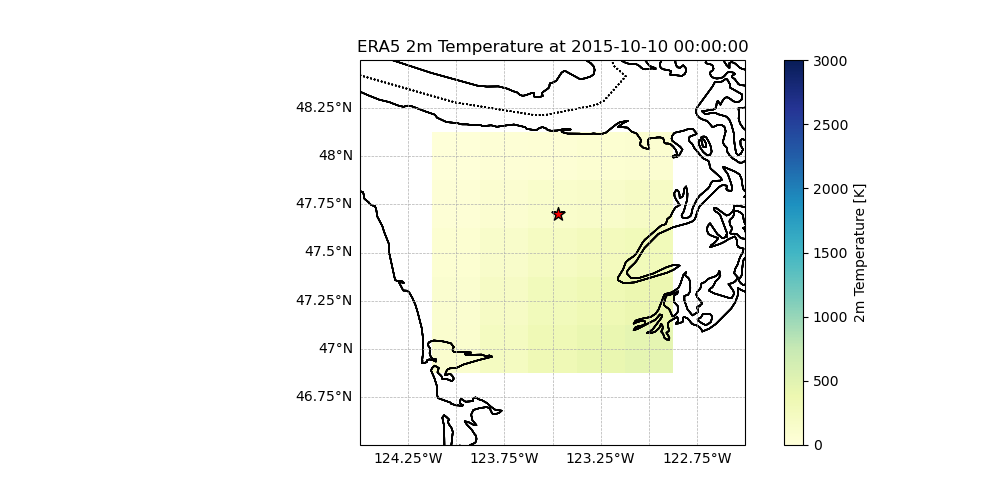 ERA5 2m Temperature at 2015-10-10 00:00:00
48.25°N
48°N
47.75°N
47.5°N
47.25°N
47°N
46.75°N
124.25°W
123.75°W
123.25°W
122.75°W
3000
2500
2000
1500
1000
500
0
2m Temperature [K]